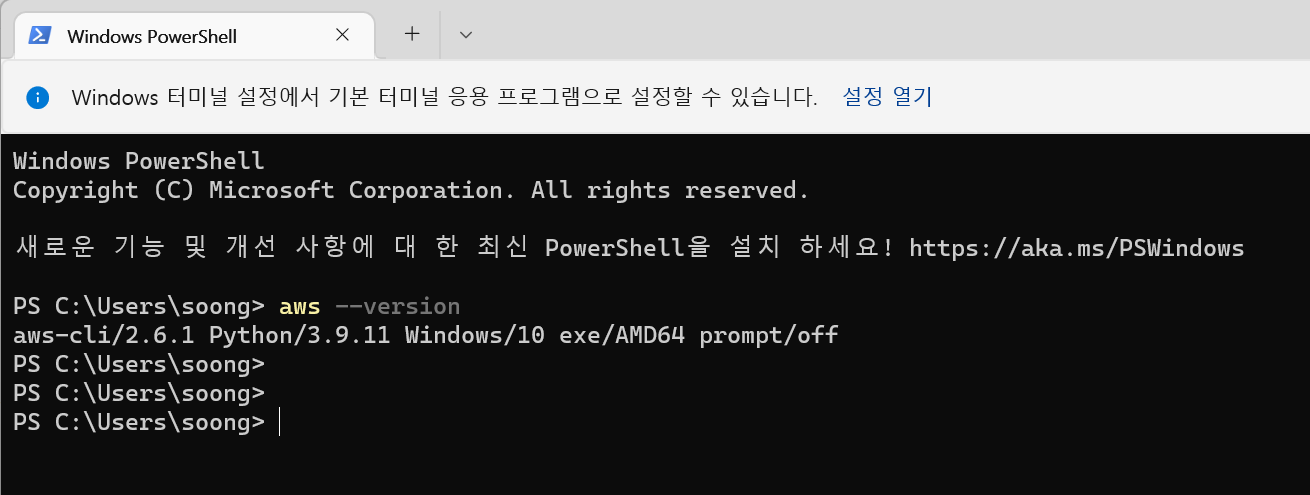 Windows PowerShell
Windows 터미널 설정에서 기본 터미널 응용 프로그램으로 설정할 수 있습니다. 설정 열기
Windows PowerShell
Copyright (C) Microsoft Corporation. All rights reserved.
새로운 기능 및 개선 사항에 대 한 최신 PowerShell을 설치 하세요! https://aka.ms/PSWindows
PS C:\Users\soong> aws --version
aws-cli/2.6.1 Python/3.9.11 Windows/10 exe/AMD64 prompt/off
PS C:\Users\soong>
PS C:\Users\soong>
PS C:\Users\soong>